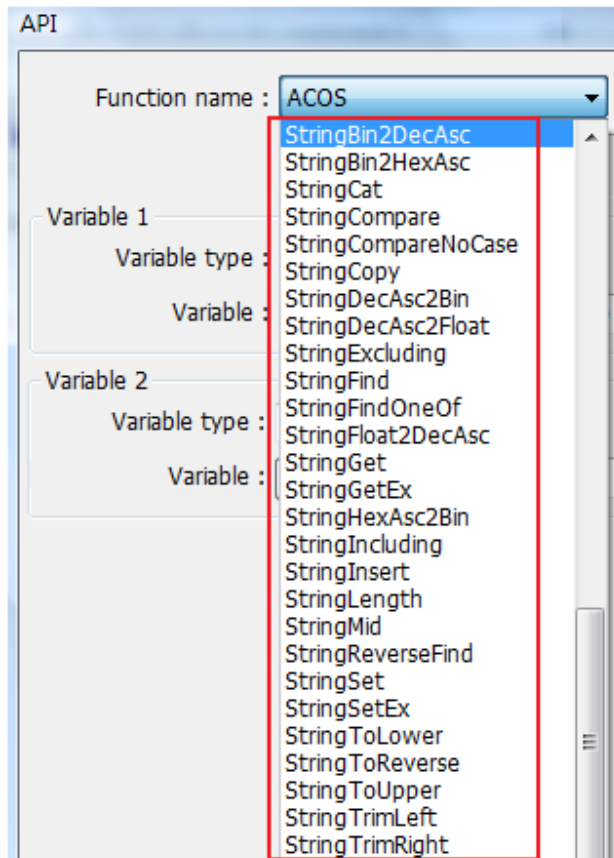 API
Function name : ACOS
StringBin2DecAsc
StringBin2HexAsc
StringCat
Variable 1
StringCompare
StringCompareNoCase
Variable type :
StringCopy
StringDecAsc2Bin
Variable :
StringDecAsc2Float
StringExcluding
Variable 2
StringFind
StringFindOneOf
Variable type :
StringFloat2DecAsc
StringGet
Variable :
StringGetEx
StringHexAsc2Bin
StringIncluding
StringInsert
StringLength
StringMid
StringReverseFind
StringSet
StringSetEx
StringToLower
StringToReverse
StringToUpper
StringTrimLeft
StringTrimRight